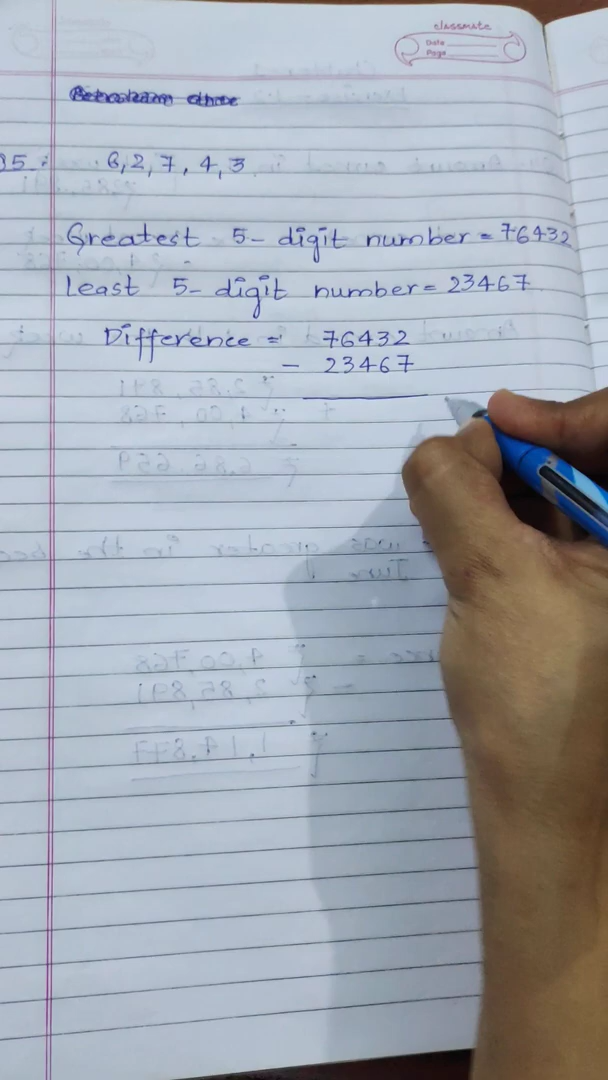 classmate
Date
Page
Q5. 6, 2, 7, 4, 3
Greatest 5- digit number = 76432
Least 5- digit number = 23467
Difference = 76432
- 23467